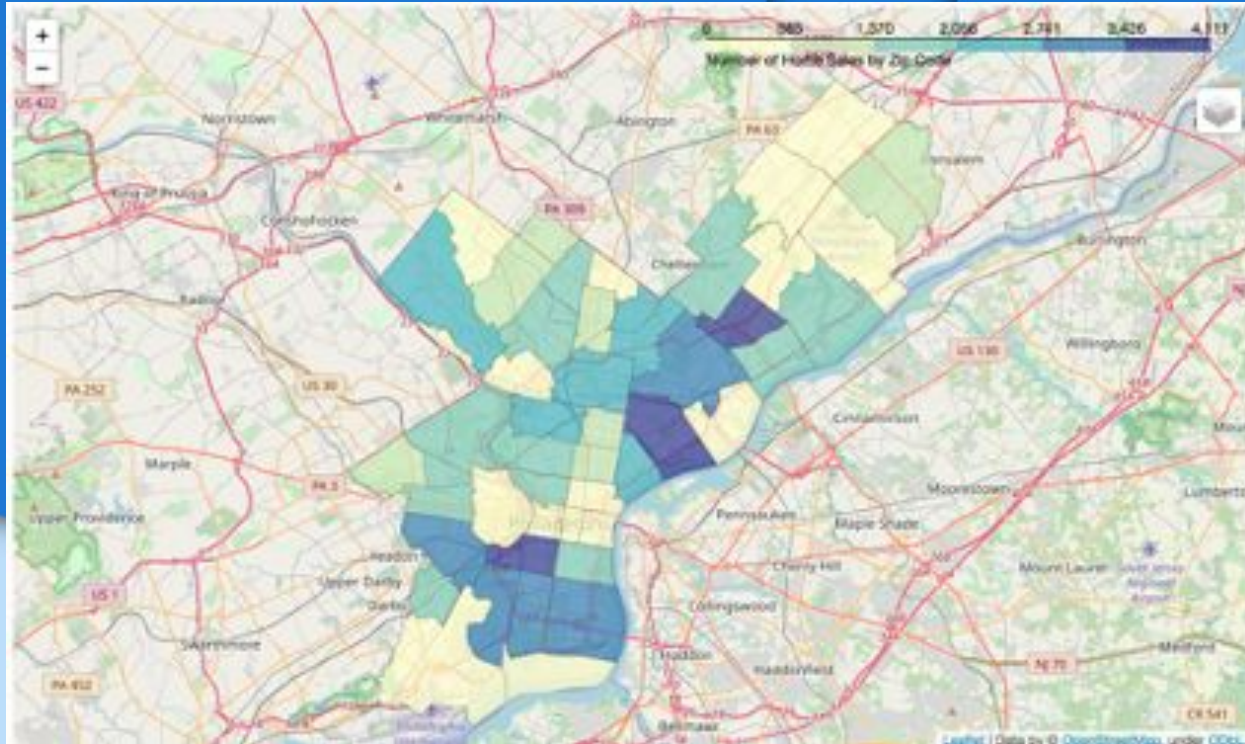 +
−
0 685 1,370 2,056 2,741 3,426 4,111
Number of Home Sales by Zip Code
US 422
Norristown
Whitemarsh
Abington
PA 63
King of Prussia
Conshohocken
PA 309
Burlington
Radnor
Willingboro
US 130
PA 252
US 30
Cinnaminson
Marple
PA 3
Moorestown
Upper Providence
Pennsauken
Maple Shade
Cherry Hill
Mount Laurel
Upper Darby
Darby
US 1
Collingswood
Swarthmore
Haddon
Haddonfield
NJ 70
Medford
PA 452
Bellmawr
CR 541
Leaflet | Data by © OpenStreetMap, under ODbL.